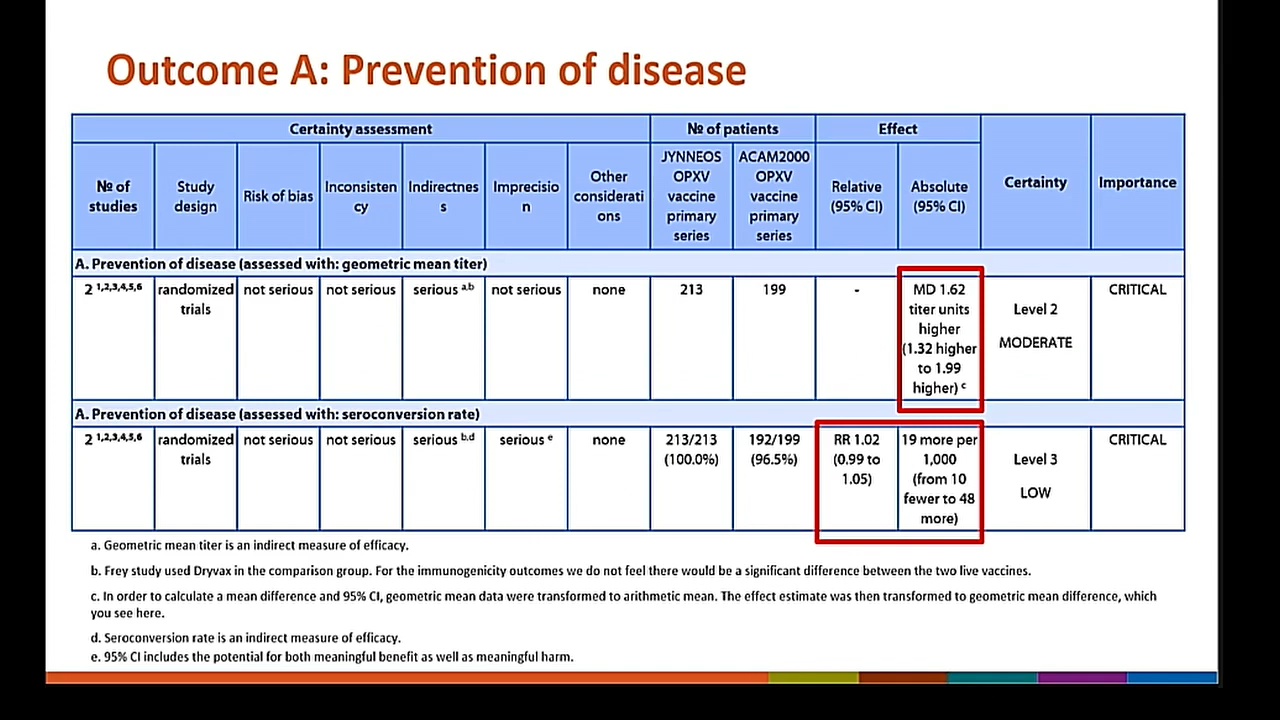 Outcome A: Prevention of disease
Certainty assessment
№ of patients
Effect
Certainty
Importance
№ of
studies
Study
design
Risk of bias
Inconsisten
cy
Indirectnes
s
Imprecisio
n
Other
considerati
ons
JYNNEOS
OPXV
vaccine
primary
series
ACAM2000
OPXV
vaccine
primary
series
Relative
(95% CI)
Absolute
(95% CI)
A. Prevention of disease (assessed with: geometric mean titer)
2 1,2,3,4,5,6
randomized
trials
not serious
not serious
serious a,b
not serious
none
213
199
-
MD 1.62
titer units
higher
(1.32 higher
to 1.99
higher) c
Level 2
MODERATE
CRITICAL
A. Prevention of disease (assessed with: seroconversion rate)
2 1,2,3,4,5,6
randomized
trials
not serious
not serious
serious b,d
serious e
none
213/213
(100.0%)
192/199
(96.5%)
RR 1.02
(0.99 to
1.05)
19 more per
1,000
(from 10
fewer to 48
more)
Level 3
LOW
CRITICAL
a. Geometric mean titer is an indirect measure of efficacy.
b. Frey study used Dryvax in the comparison group. For the immunogenicity outcomes we do not feel there would be a significant difference between the two live vaccines.
c. In order to calculate a mean difference and 95% CI, geometric mean data were transformed to arithmetic mean. The effect estimate was then transformed to geometric mean difference, which
you see here.
d. Seroconversion rate is an indirect measure of efficacy.
e. 95% CI includes the potential for both meaningful benefit as well as meaningful harm.